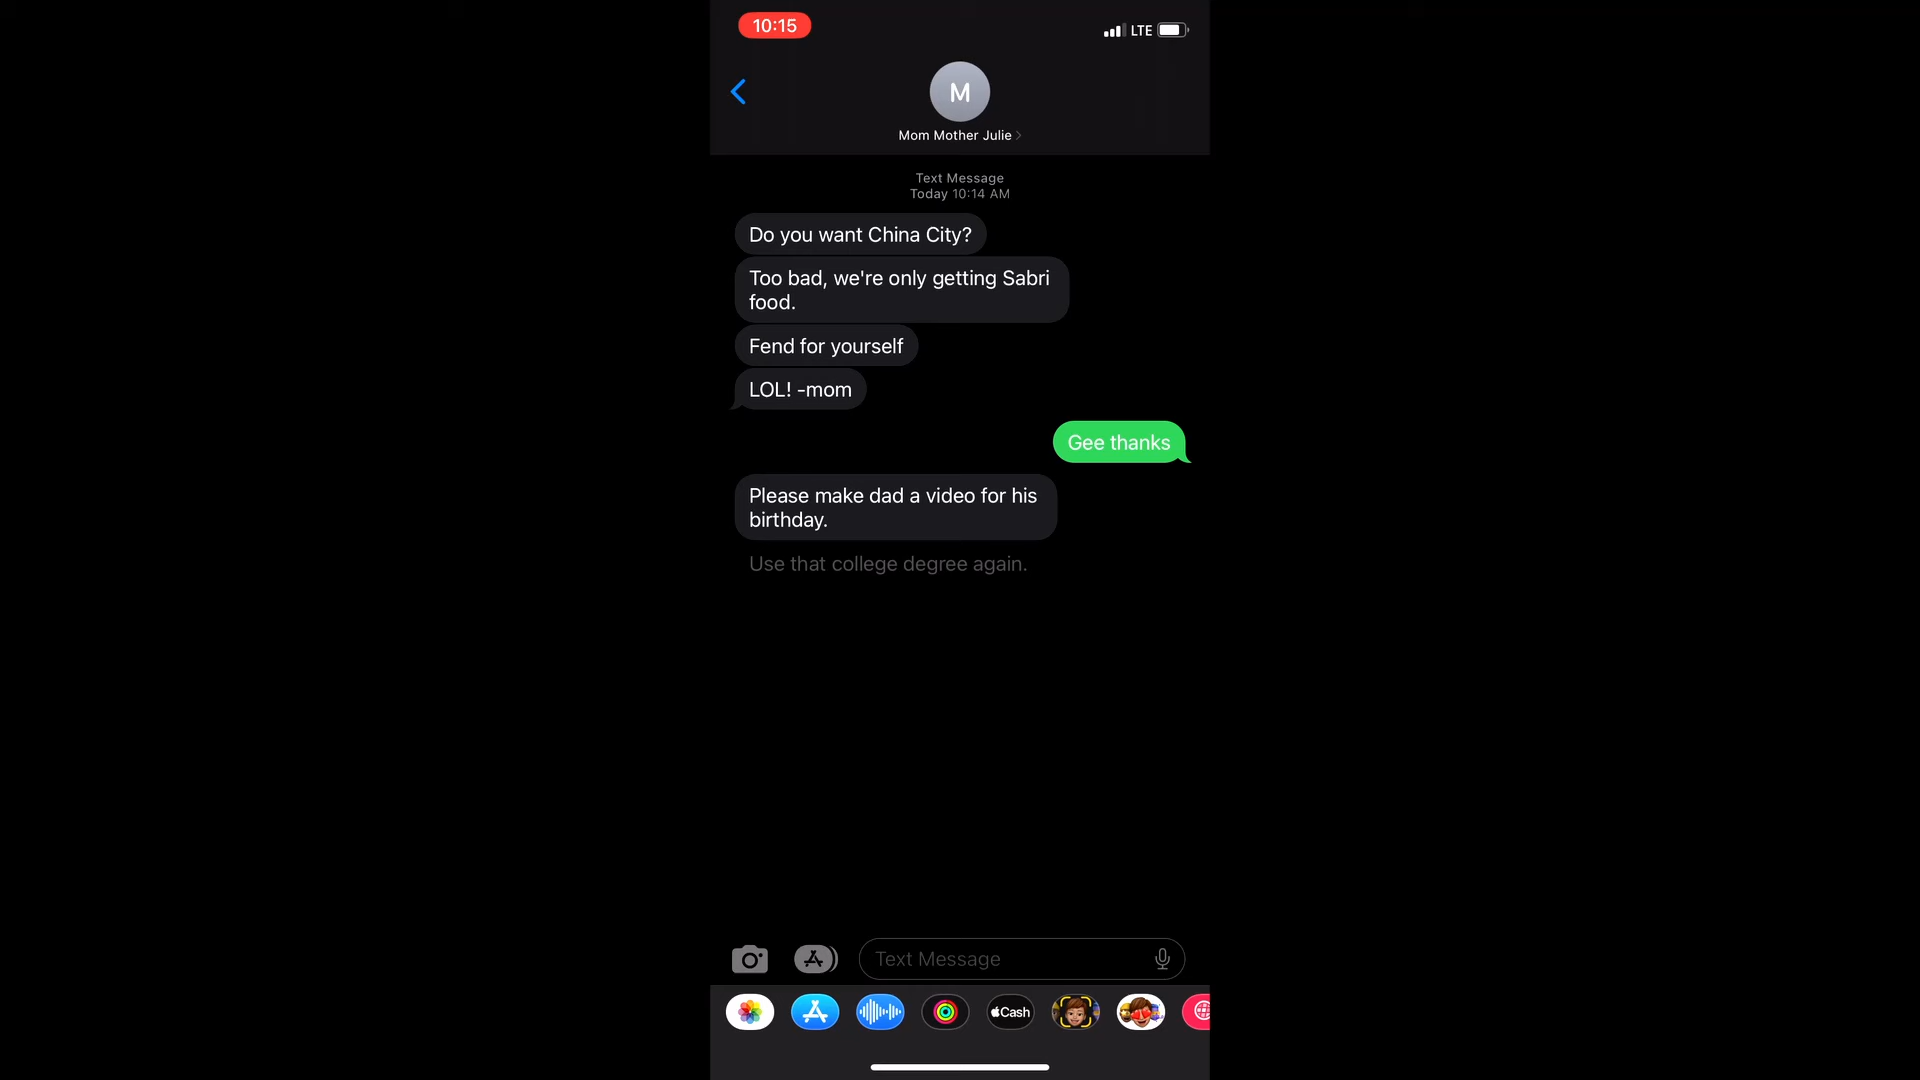 10:15
LTE
M
Mom Mother Julie
Text Message
Today 10:14 AM
Do you want China City?
Too bad, we're only getting Sabri
food.
Fend for yourself
LOL! -mom
Gee thanks
Please make dad a video for his
birthday.
Use that college degree again.
Text Message
Cash